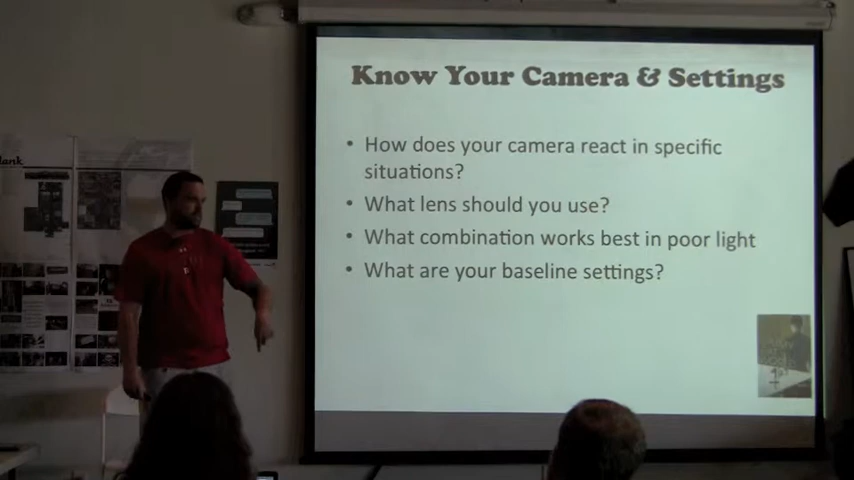 Know Your Camera & Settings
• How does your camera react in specific
situations?
• What lens should you use?
• What combination works best in poor light
• What are your baseline settings?